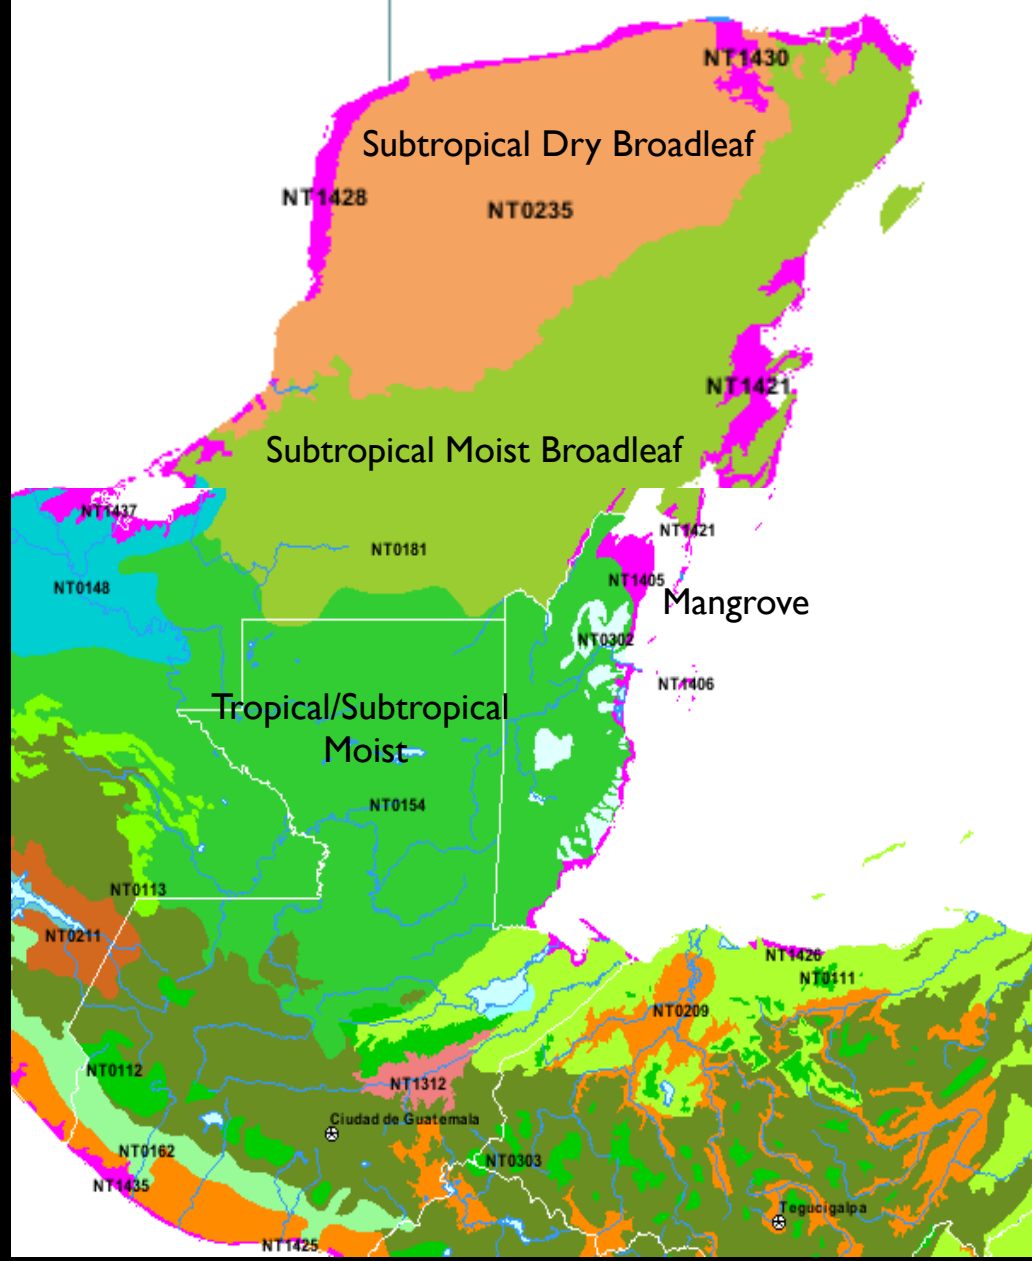 NT1430
Subtropical Dry Broadleaf
NT1428
NT0235
NT1421
Subtropical Moist Broadleaf
NT1437
NT1421
NT0181
NT1405
NT0148
Mangrove
NT0302
NT1406
Tropical/Subtropical
Moist
NT0154
NT0113
NT0211
NT1426
NT0111
NT0209
NT0112
NT1312
Ciudad de Guatemala
NT0162
NT0303
NT1435
Tegucigalpa
NT1425